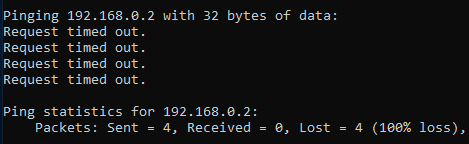 Pinging 192.168.0.2 with 32 bytes of data:
Request timed out.
Request timed out.
Request timed out.
Request timed out.
Ping statistics for 192.168.0.2:
Packets: Sent = 4, Received = 0, Lost = 4 (100% loss),